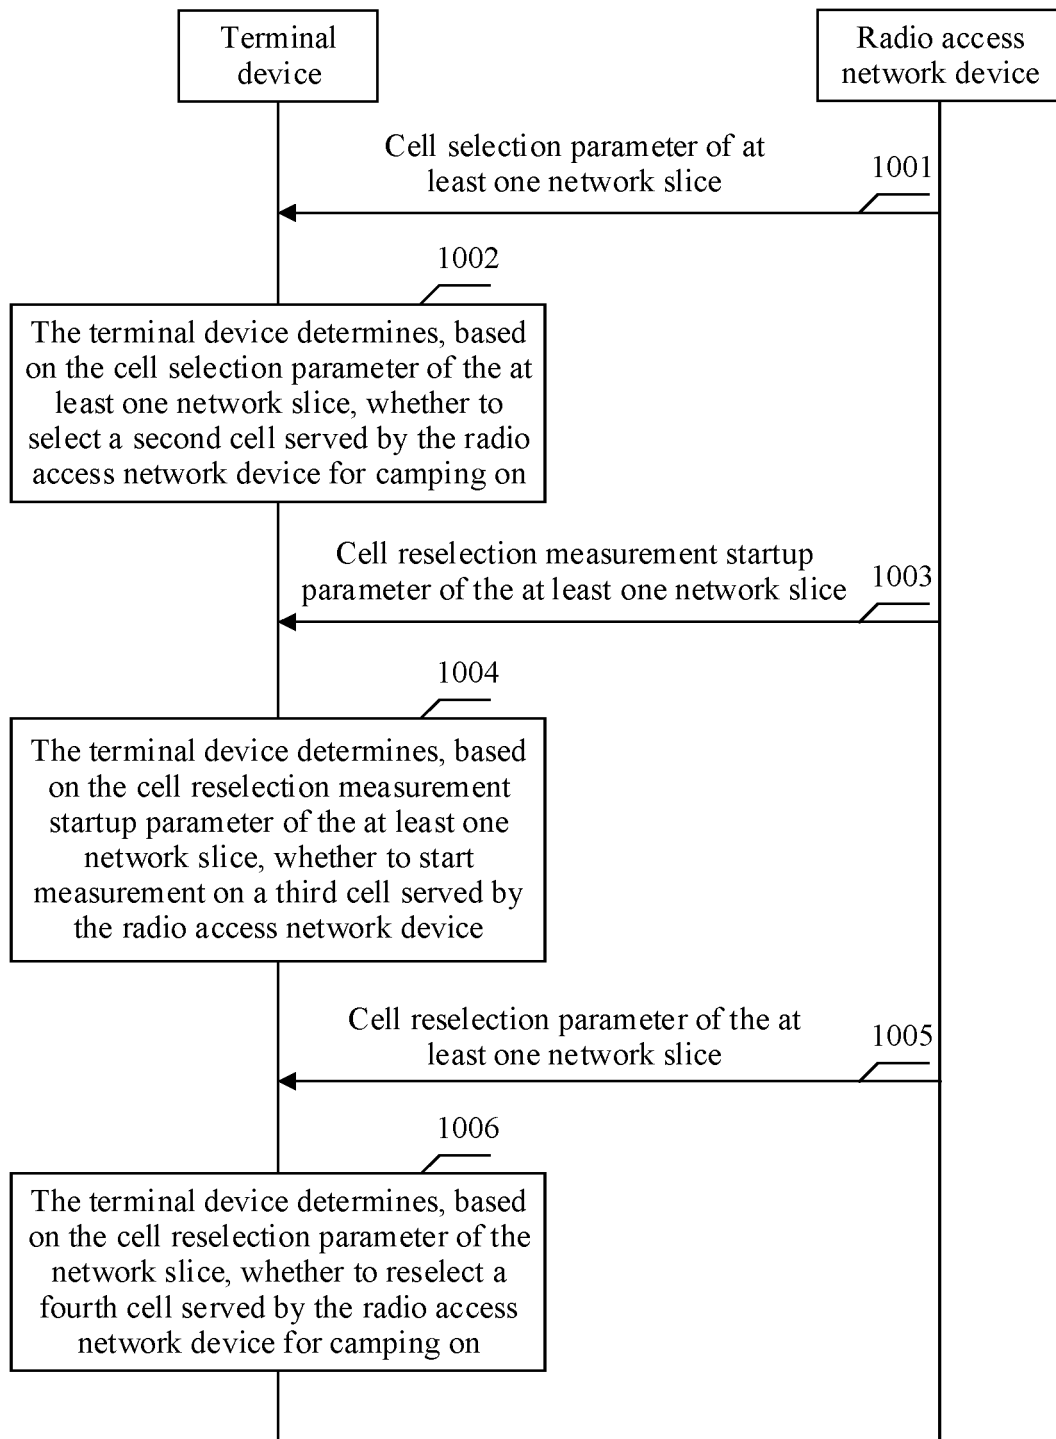 Terminal
device
Radio access
network device
Cell selection parameter of at
least one network slice
1001
1002
The terminal device determines, based
on the cell selection parameter of the at
least one network slice, whether to
select a second cell served by the radio
access network device for camping on
Cell reselection measurement startup
parameter of the at least one network slice
1003
1004
The terminal device determines, based
on the cell reselection measurement
startup parameter of the at least one
network slice, whether to start
measurement on a third cell served by
the radio access network device
Cell reselection parameter of the at
least one network slice
1005
1006
The terminal device determines, based
on the cell reselection parameter of the
network slice, whether to reselect a
fourth cell served by the radio access
network device for camping on